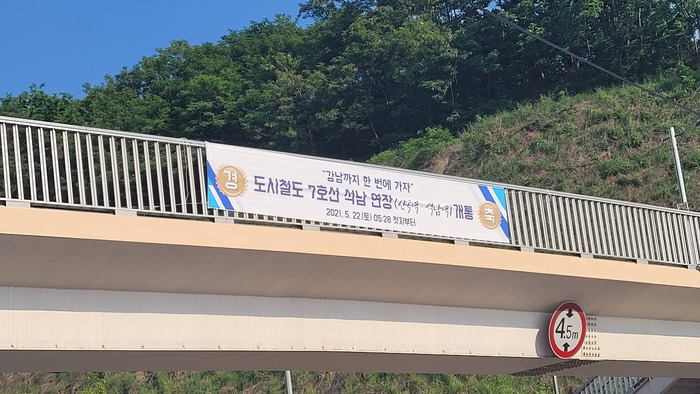 "강남까지 한 번에 가자"
경 도시철도 7호선 석남 연장(산곡역~석남역)개통 축
2021. 5. 22.(토) 05:28 첫차부터
4.5m